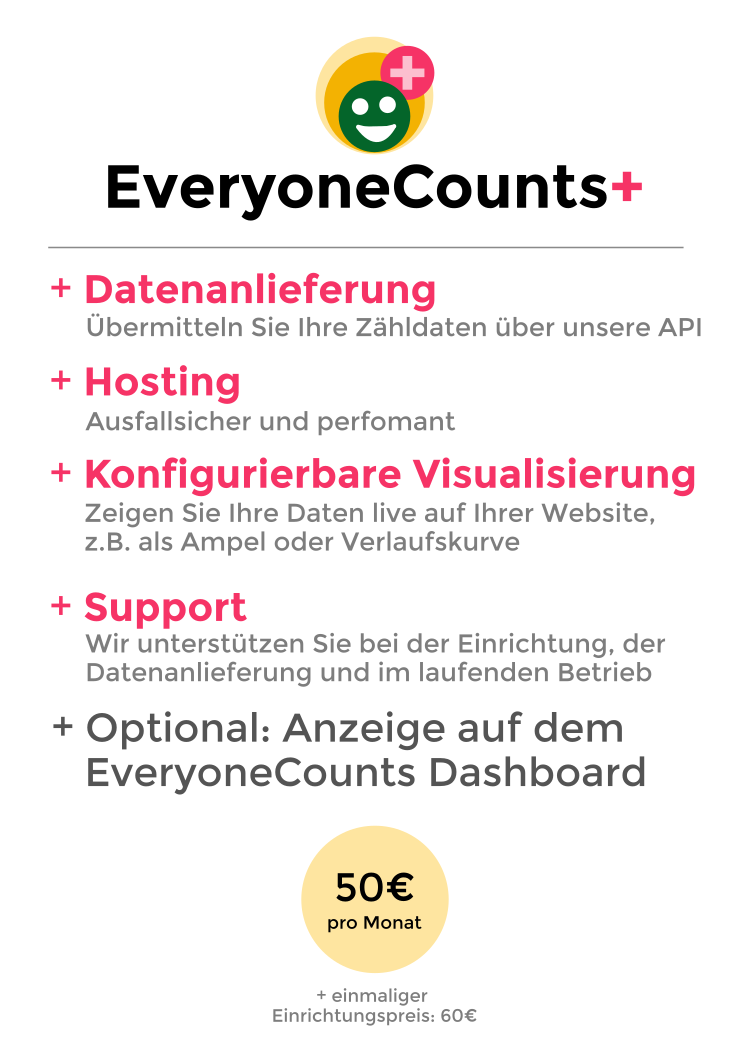 EveryoneCounts+
+ Datenanlieferung
Übermitteln Sie Ihre Zähldaten über unsere API
+ Hosting
Ausfallsicher und perfomant
+ Konfigurierbare Visualisierung
Zeigen Sie Ihre Daten live auf Ihrer Website,
z.B. als Ampel oder Verlaufskurve
+ Support
Wir unterstützen Sie bei der Einrichtung, der
Datenanlieferung und im laufenden Betrieb
+ Optional: Anzeige auf dem
EveryoneCounts Dashboard
50€
pro Monat
+ einmaliger
Einrichtungspreis: 60€